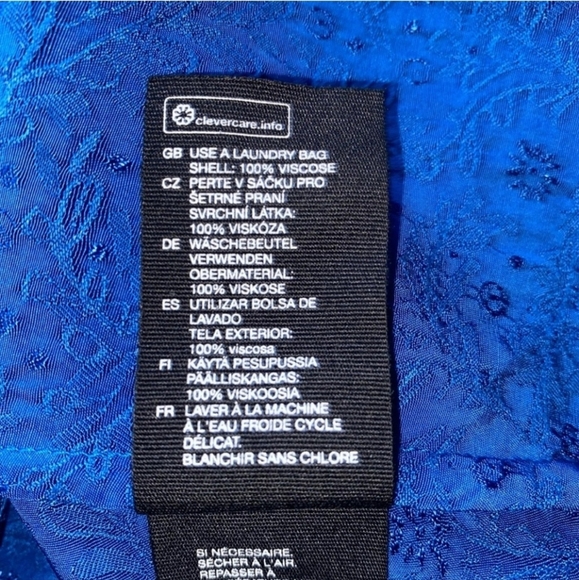 clevercare.info
GB USE A LAUNDRY BAG
SHELL: 100% VISCOSE
CZ PERTE V SÁČKU PRO
ŠETRNÉ PRANÍ
SVRCHNÍ LÁTKA:
100% VISKÓZA
DE WÄSCHEBEUTEL
VERWENDEN
OBERMATERIAL:
100% VISKOSE
ES UTILIZAR BOLSA DE
LAVADO
TELA EXTERIOR:
100% viscosa
FI KÄYTÄ PESUPUSSIA
PÄÄLLISKANGAS:
100% VISKOOSIA
FR LAVER À LA MACHINE
À L'EAU FROIDE CYCLE
DÉLICAT.
BLANCHIR SANS CHLORE
SI NÉCESSAIRE.
SÉCHER À L'AIR.
REPASSER À